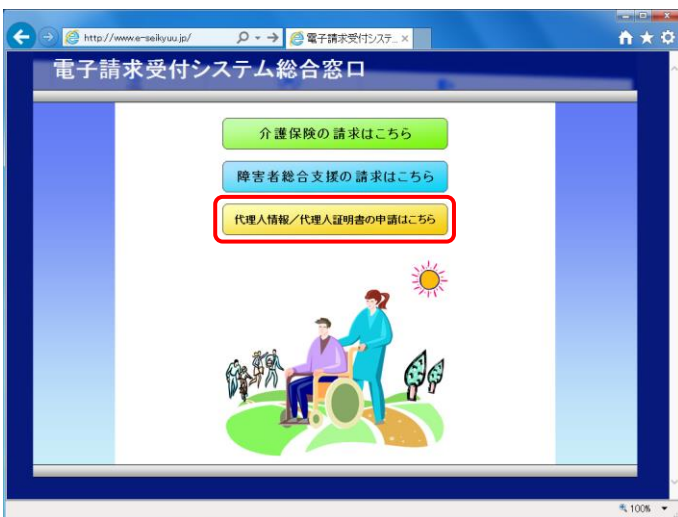 http://www.e-seikyuu.jp/
電子請求受付システ...
電子請求受付システム総合窓口
介護保険の請求はこちら
障害者総合支援の請求はこちら
代理人情報／代理人証明書の申請はこちら
100%